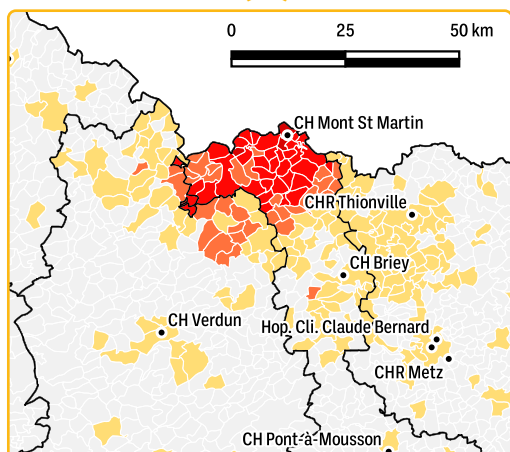 0 25 50 km
CH Mont St Martin
CHR Thionville
CH Briey
CH Verdun
Hop. Cli. Claude Bernard
CHR Metz
CH Pont-à-Mousson